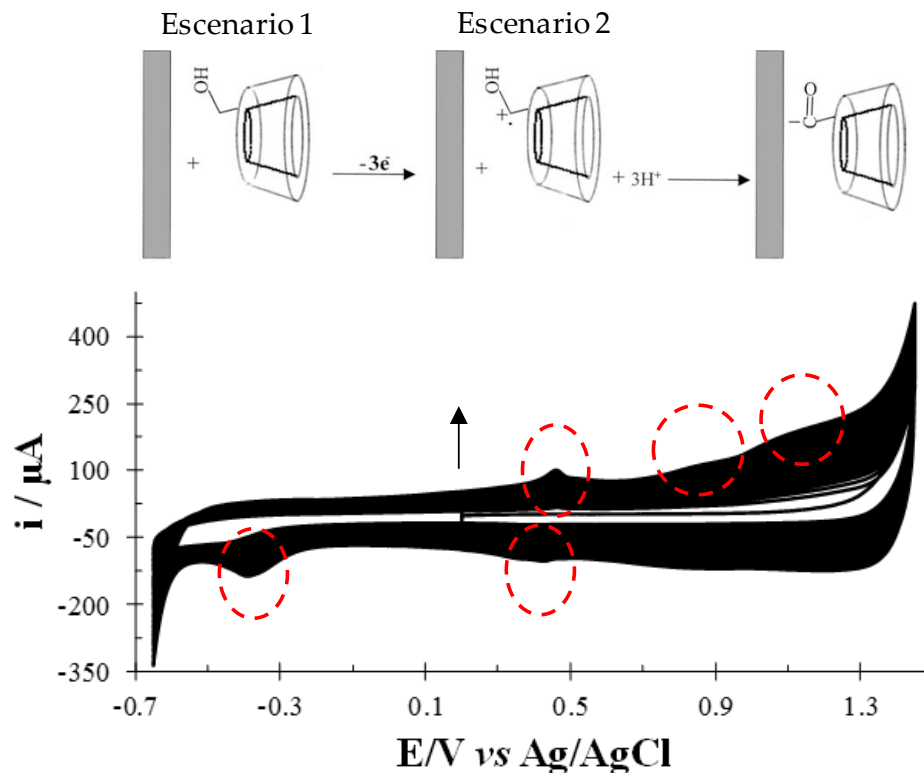 Escenario 1
Escenario 2
OH
+
-3e⁻
OH
+
.
+
+ 3H⁺
O
C
400
250
100
-50
-200
-350
i / µA
-0.7
-0.3
0.1
0.5
0.9
1.3
E/V vs Ag/AgCl